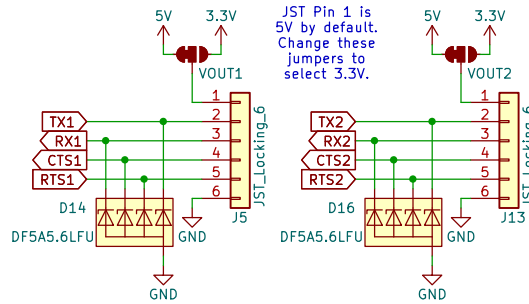 5V
3.3V
JST Pin 1 is
5V by default.
Change these
jumpers to
select 3.3V.
5V
3.3V
VOUT1
VOUT2
1
TX1
2
RX1
3
CTS1
4
RTS1
5
6
JST_Locking_6
J5
D14
DF5A5.6LFU
GND
GND
1
TX2
2
RX2
3
CTS2
4
RTS2
5
6
JST_Locking_6
J13
D16
DF5A5.6LFU
GND
GND